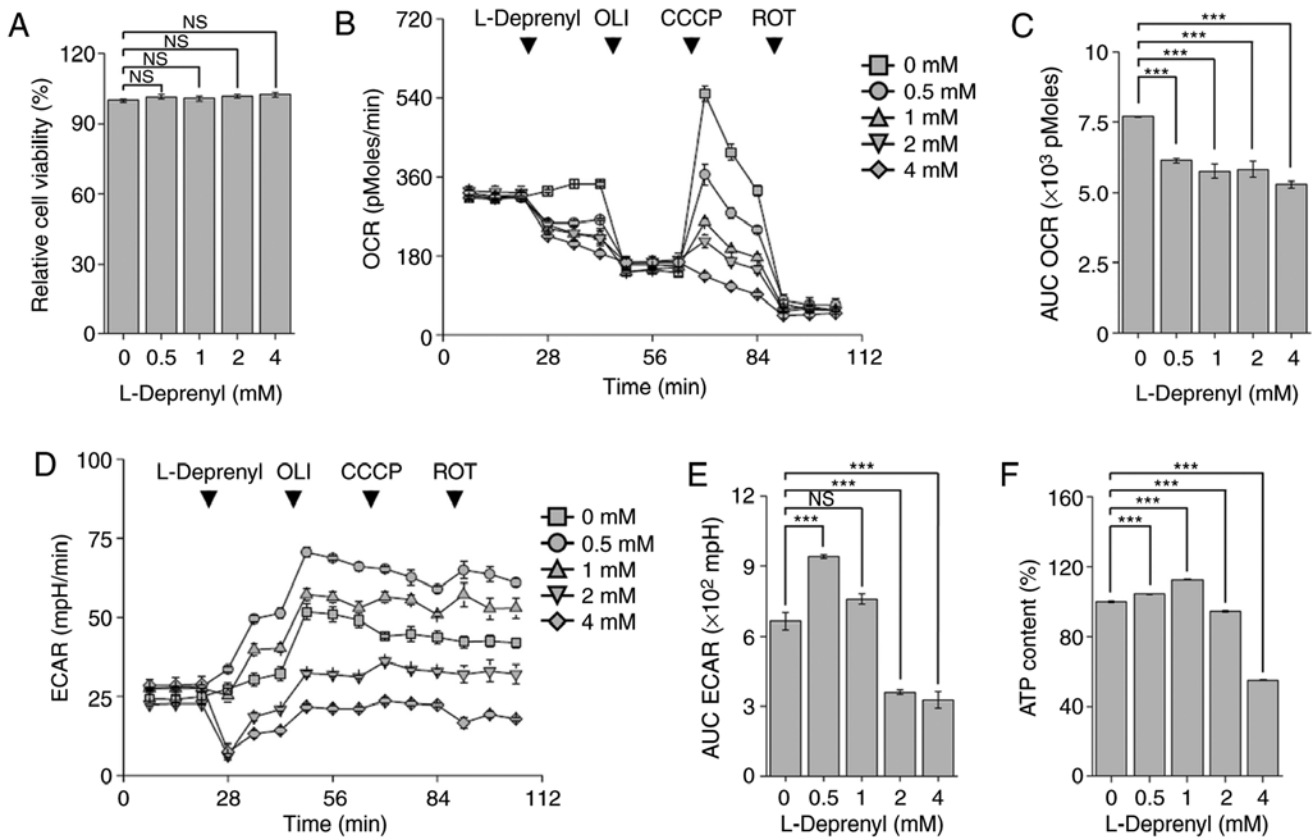 A
NS
NS
NS
NS
Relative cell viability (%)
120
90
60
30
0
0 0.5 1 2 4
L-Deprenyl (mM)
B
L-Deprenyl OLI CCCP ROT
OCR (pMoles/min)
720
540
360
180
0
28 56 84 112
Time (min)
0 mM
0.5 mM
1 mM
2 mM
4 mM
C
***
***
***
***
AUC OCR (×10³ pMoles)
10
7.5
5.0
2.5
0
0 0.5 1 2 4
L-Deprenyl (mM)
D
L-Deprenyl OLI CCCP ROT
ECAR (mpH/min)
100
75
50
25
0
0 28 56 84 112
Time (min)
0 mM
0.5 mM
1 mM
2 mM
4 mM
E
***
***
NS
***
AUC ECAR (×10² mpH)
12
9
6
3
0
0 0.5 1 2 4
L-Deprenyl (mM)
F
***
***
***
***
ATP content (%)
160
120
80
40
0
0 0.5 1 2 4
L-Deprenyl (mM)